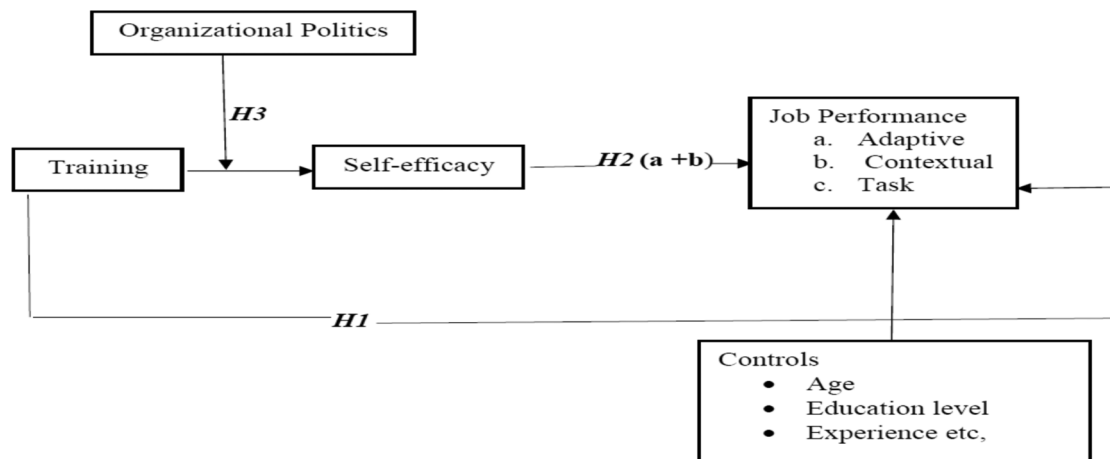 Organizational Politics
H3
Training
Self-efficacy
H2 (a +b)
Job Performance
a. Adaptive
b. Contextual
c. Task
H1
Controls
• Age
• Education level
• Experience etc,